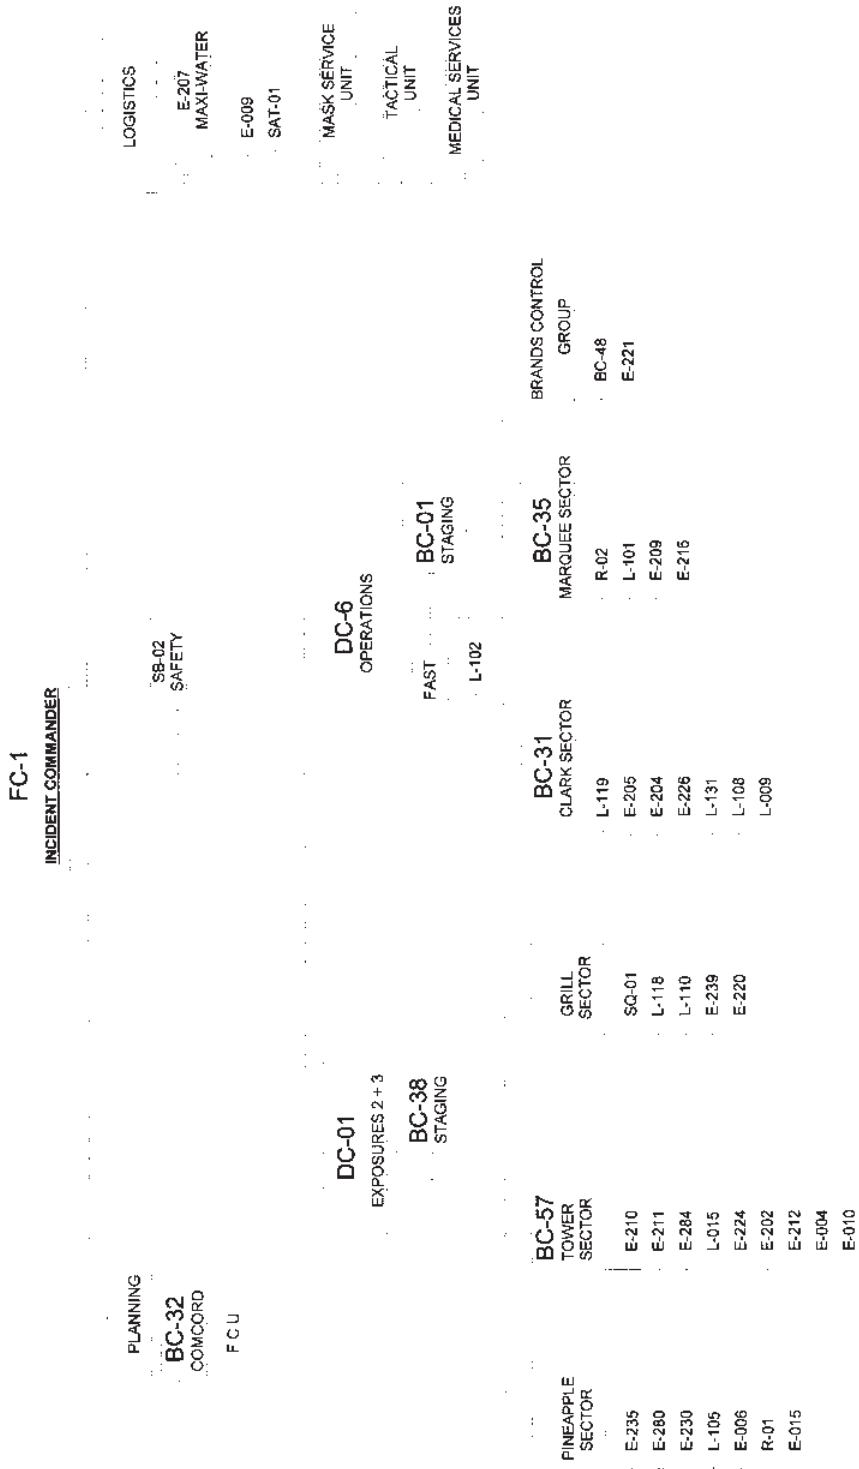 FC-1
INCIDENT COMMANDER
PLANNING
BC-32
COMCORD
F C U
SB-02
SAFETY
LOGISTICS
E-207
MAXI-WATER
E-009
SAT-01
MASK SERVICE
UNIT
TACTICAL
UNIT
MEDICAL SERVICES
UNIT
DC-01
EXPOSURES 2 + 3
BC-38
STAGING
DC-6
OPERATIONS
FAST
L-102
BC-01
STAGING
PINEAPPLE
SECTOR
E-235
E-280
E-230
L-105
E-006
R-01
E-015
BC-57
TOWER
SECTOR
E-210
E-211
E-284
L-015
E-224
E-202
E-212
E-004
E-010
GRILL
SECTOR
SQ-01
L-118
L-110
E-239
E-220
BC-31
CLARK SECTOR
L-119
E-205
E-204
E-226
L-131
L-108
L-009
BC-35
MARQUEE SECTOR
R-02
L-101
E-209
E-216
BRANDS CONTROL
GROUP
BC-48
E-221